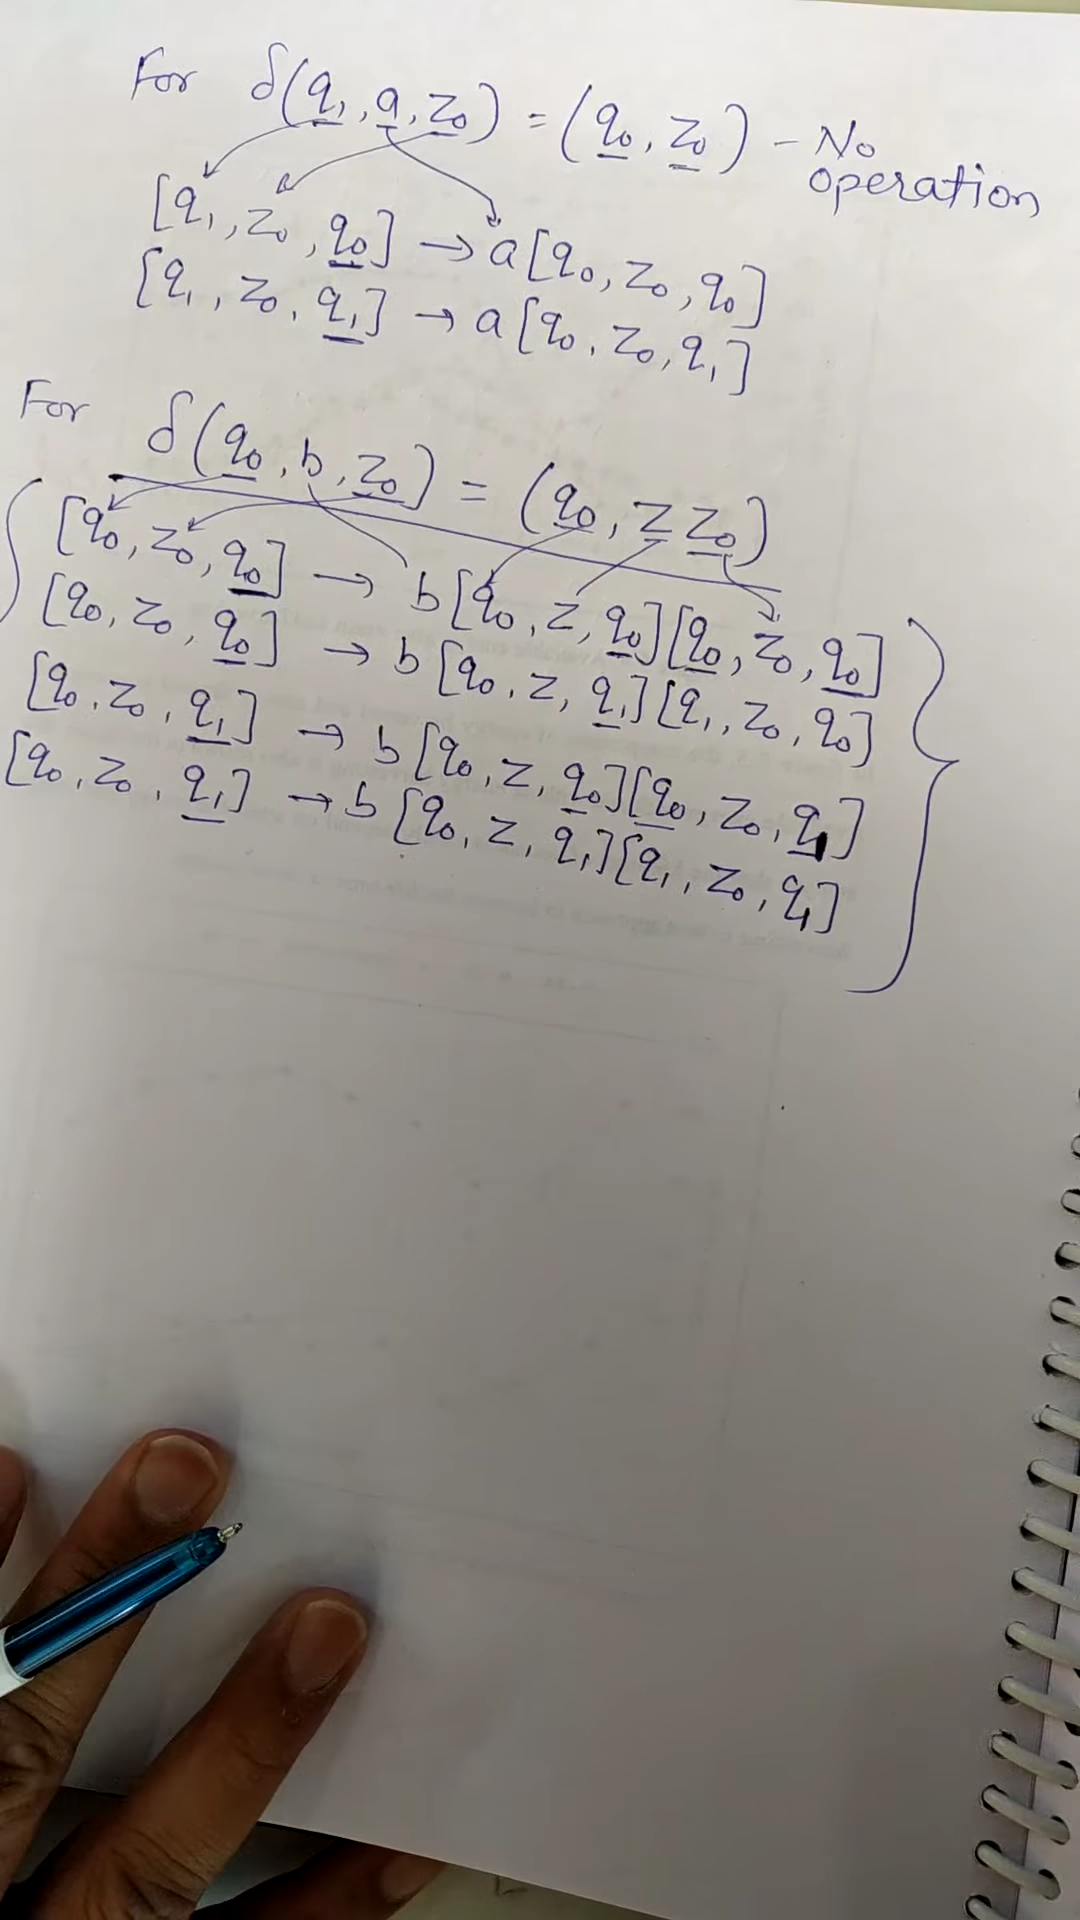 For δ(q₁, a, z₀) = (q₀, z₀) - No operation
[q₁, z₀, q₀] → a[q₀, z₀, q₀]
[q₁, z₀, q₁] → a[q₀, z₀, q₁]
For δ(q₀, b, z₀) = (q₀, z z₀)
[q₀, z₀, q₀] → b[q₀, z, q₀][q₀, z₀, q₀]
[q₀, z₀, q₀] → b[q₀, z, q₁][q₁, z₀, q₀]
[q₀, z₀, q₁] → b[q₀, z, q₀][q₀, z₀, q₁]
[q₀, z₀, q₁] → b[q₀, z, q₁][q₁, z₀, q₁]